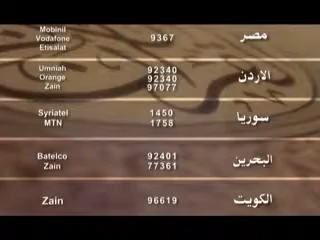 Mobinil
Vodafone 9367 مصر
Etisalat
Umniah 92340
Orange 92340 الاردن
Zain 97077
Syriatel 1450 سوريا
MTN 1758
Batelco 92401 البحرين
Zain 77361
Zain 96619 الكويت